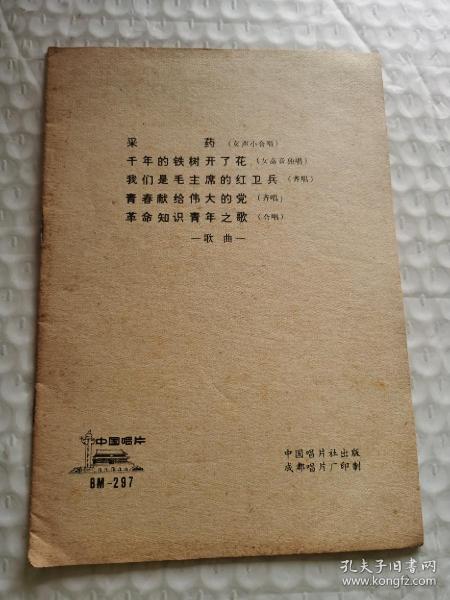 采药（女声小合唱）
千年的铁树开了花（女高音独唱）
我们是毛主席的红卫兵（齐唱）
青春献给伟大的党（齐唱）
革命知识青年之歌（合唱）
—歌曲—
中国唱片
BM-297
中国唱片社出版
成都唱片厂印制
孔夫子旧书网
www.kongfz.com